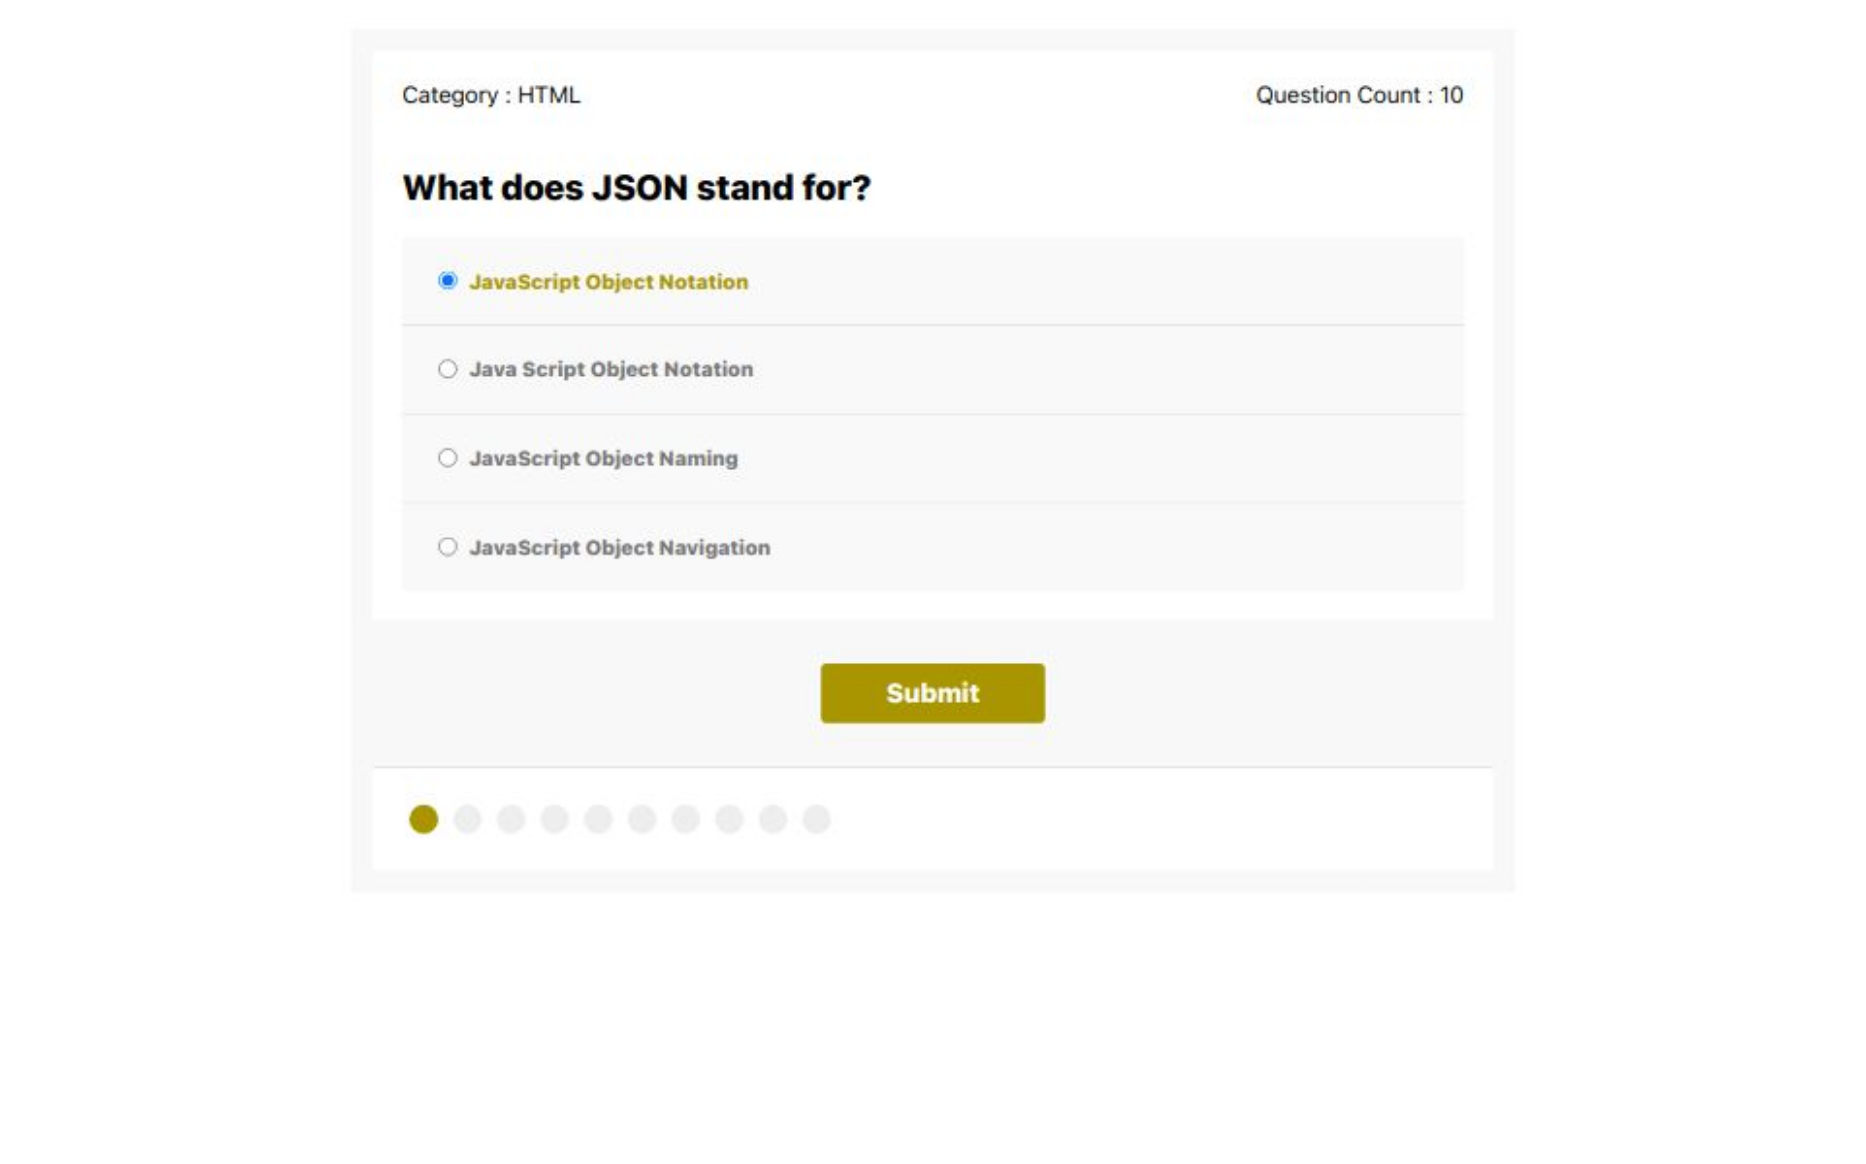 Category : HTML
Question Count : 10
What does JSON stand for?
JavaScript Object Notation
Java Script Object Notation
JavaScript Object Naming
JavaScript Object Navigation
Submit